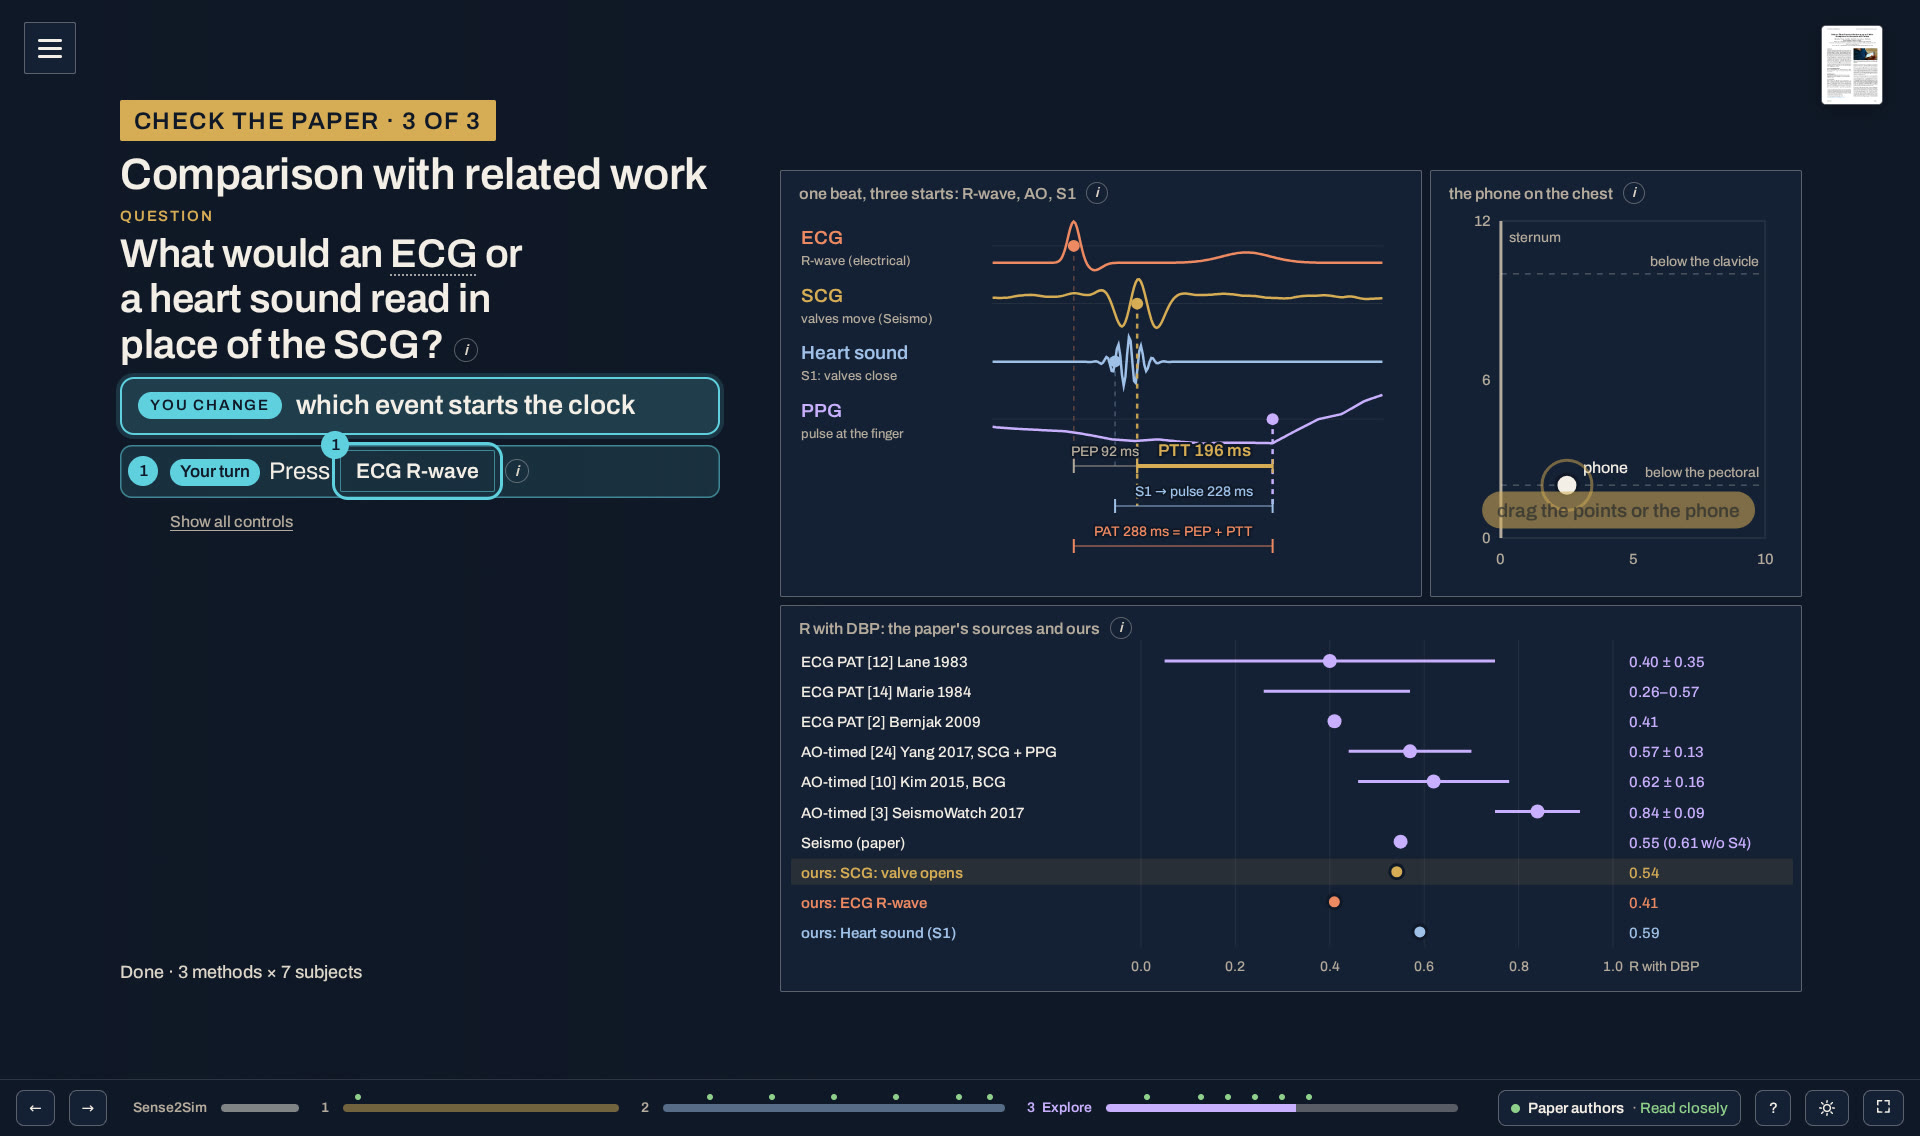 CHECK THE PAPER · 3 OF 3
Comparison with related work
QUESTION
What would an ECG or
a heart sound read in
place of the SCG? i
YOU CHANGE which event starts the clock
1
1 Your turn Press ECG R-wave i
Show all controls
Done · 3 methods × 7 subjects
one beat, three starts: R-wave, AO, S1 i
ECG
R-wave (electrical)
SCG
valves move (Seismo)
Heart sound
S1: valves close
PPG
pulse at the finger
PEP 92 ms PTT 196 ms
S1 → pulse 228 ms
PAT 288 ms = PEP + PTT
the phone on the chest i
12
sternum
below the clavicle
6
phone below the pectoral
drag the points or the phone
0
0 5 10
R with DBP: the paper's sources and ours i
ECG PAT [12] Lane 1983 0.40 ± 0.35
ECG PAT [14] Marie 1984 0.26–0.57
ECG PAT [2] Bernjak 2009 0.41
AO-timed [24] Yang 2017, SCG + PPG 0.57 ± 0.13
AO-timed [10] Kim 2015, BCG 0.62 ± 0.16
AO-timed [3] SeismoWatch 2017 0.84 ± 0.09
Seismo (paper) 0.55 (0.61 w/o S4)
ours: SCG: valve opens 0.54
ours: ECG R-wave 0.41
ours: Heart sound (S1) 0.59
0.0 0.2 0.4 0.6 0.8 1.0 R with DBP
← → Sense2Sim 1 2 3 Explore Paper authors · Read closely ?